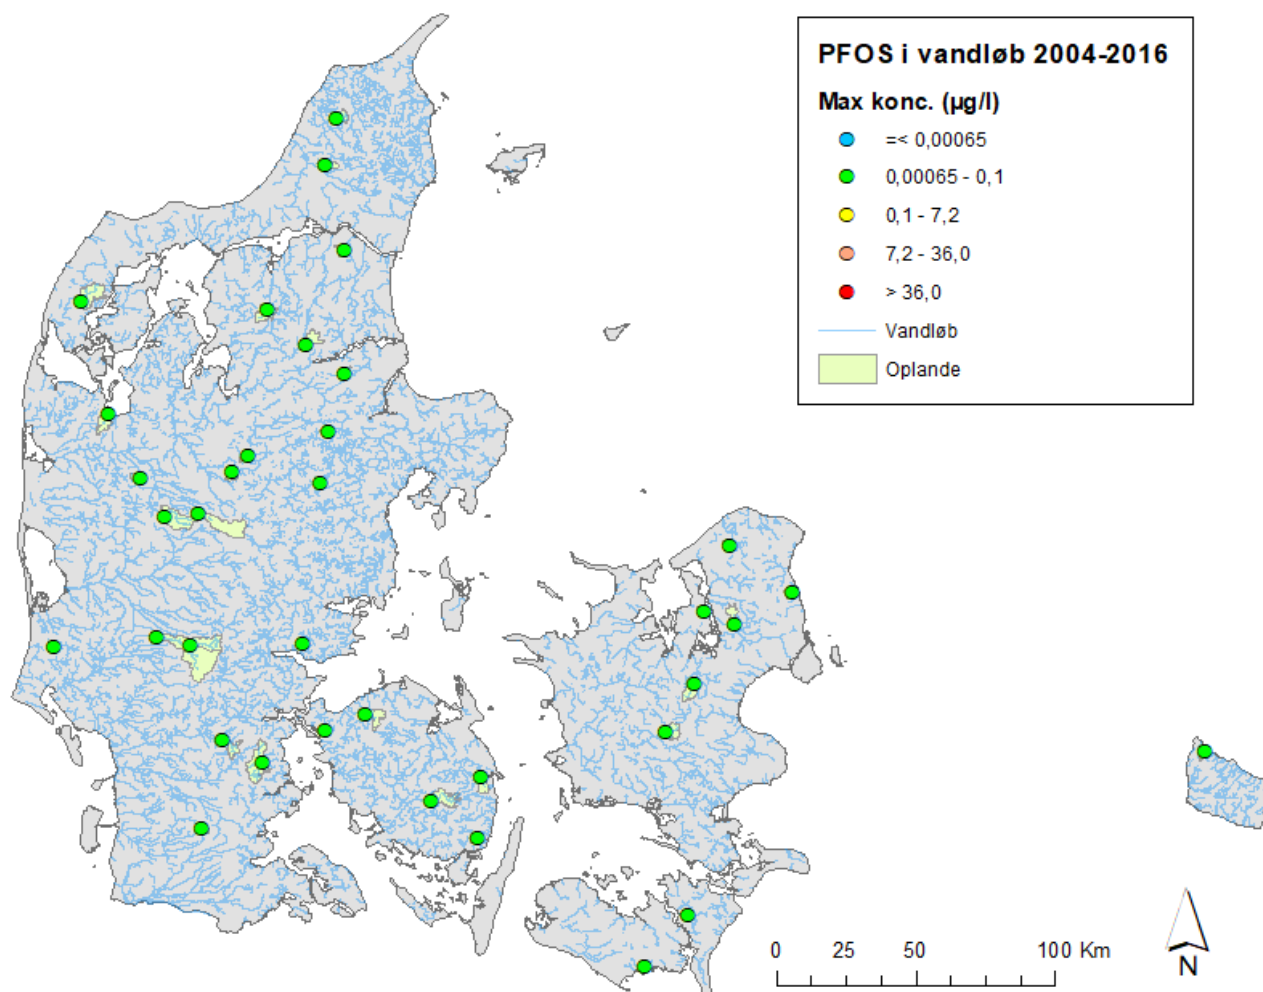 PFOS i vandløb 2004-2016
Max konc. (µg/l)
=< 0,00065
0,00065 - 0,1
0,1 - 7,2
7,2 - 36,0
> 36,0
Vandløb
Oplande
0 25 50 100 Km
N